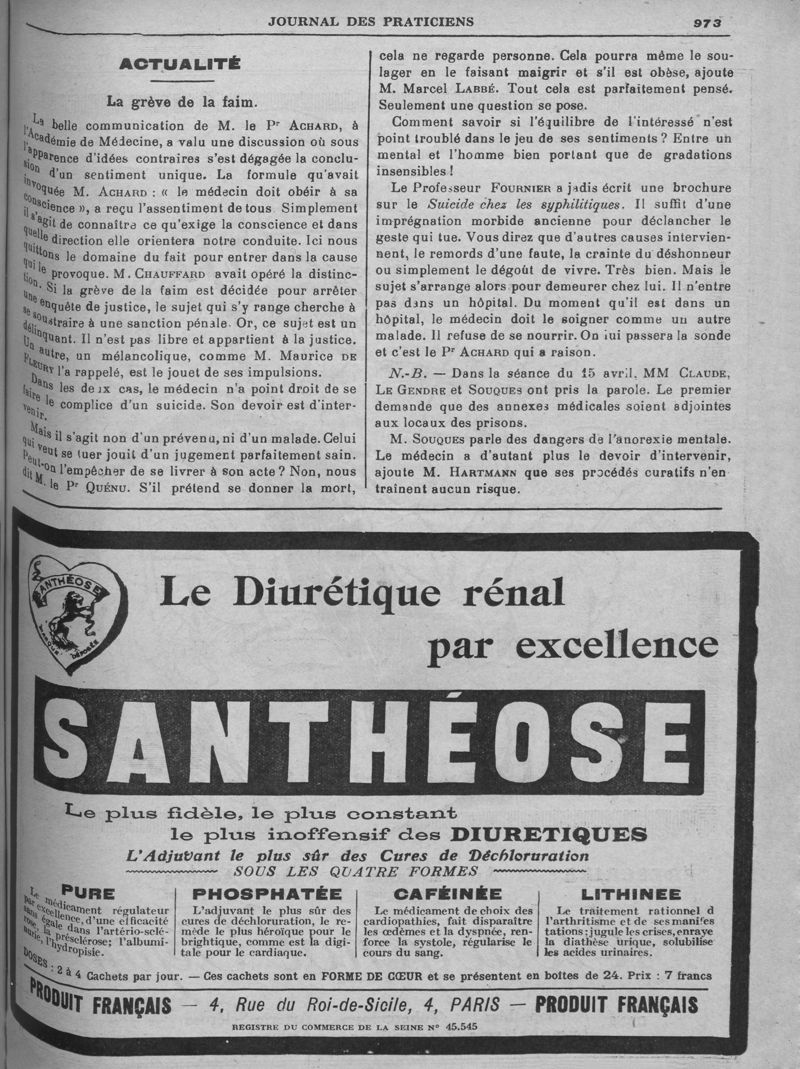 JOURNAL DES PRATICIENS 973
ACTUALITÉ
La grève de la faim.
La belle communication de M. le Pr ACHARD, à
l'Académie de Médecine, a valu une discussion où sous
l'apparence d'idées contraires s'est dégagée la conclu-
sion d'un sentiment unique. La formule qu'avait
invoquée M. ACHARD : « le médecin doit obéir à sa
conscience », a reçu l'assentiment de tous. Simplement
il s'agit de connaître ce qu'exige la conscience et dans
quelle direction elle orientera notre conduite. Ici nous
quittons le domaine du fait pour entrer dans la cause
qui le provoque. M. CHAUFFARD avait opéré la distinc-
tion. Si la grève de la faim est décidée pour arrêter
une enquête de justice, le sujet qui s'y range cherche à
se soustraire à une sanction pénale. Or, ce sujet est un
délinquant. Il n'est pas libre et appartient à la justice.
Un autre, un mélancolique, comme M. Maurice DE
FLEURY l'a rappelé, est le jouet de ses impulsions.
Dans les deux cas, le médecin n'a point droit de se
faire le complice d'un suicide. Son devoir est d'inter-
venir.
Mais il s'agit non d'un prévenu, ni d'un malade. Celui
qui veut se tuer jouit d'un jugement parfaitement sain.
Peut-on l'empêcher de se livrer à son acte ? Non, nous
dit M. le Pr QUÉNU. S'il prétend se donner la mort,
cela ne regarde personne. Cela pourra même le sou-
lager en le faisant maigrir et s'il est obèse, ajoute
M. Marcel LABBÉ. Tout cela est parfaitement pensé.
Seulement une question se pose.
Comment savoir si l'équilibre de l'intéressé n'est
point troublé dans le jeu de ses sentiments ? Entre un
mental et l'homme bien portant que de gradations
insensibles !
Le Professeur FOURNIER a jadis écrit une brochure
sur le Suicide chez les syphilitiques. Il suffit d'une
imprégnation morbide ancienne pour déclancher le
geste qui tue. Vous direz que d'autres causes intervien-
nent, le remords d'une faute, la crainte du déshonneur
ou simplement le dégoût de vivre. Très bien. Mais le
sujet s'arrange alors pour demeurer chez lui. Il n'entre
pas dans un hôpital. Du moment qu'il est dans un
hôpital, le médecin doit le soigner comme un autre
malade. Il refuse de se nourrir. On lui passera la sonde
et c'est le Pr ACHARD qui a raison.
N.-B. — Dans la séance du 15 avril, MM CLAUDE,
LE GENDRE et SOUQUES ont pris la parole. Le premier
demande que des annexes médicales soient adjointes
aux locaux des prisons.
M. SOUQUES parle des dangers de l'anorexie mentale.
Le médecin a d'autant plus le devoir d'intervenir,
ajoute M. HARTMANN que ses procédés curatifs n'en
traînent aucun risque.
SANTHÉOSE
MARQUE DÉPOSÉE
Le Diurétique rénal
par excellence
SANTHÉOSE
Le plus fidèle, le plus constant
le plus inoffensif des DIURETIQUES
L'Adjuvant le plus sûr des Cures de Déchloruration
SOUS LES QUATRE FORMES
PURE
Le médicament régulateur
par excellence, d'une efficacité
sans égale dans l'artério-sclé-
rose, la présclérose; l'albumi-
nurie, l'hydropisie.
PHOSPHATÉE
L'adjuvant le plus sûr des
cures de déchloruration, le re-
mède le plus héroïque pour le
brightique, comme est la digi-
tale pour le cardiaque.
CAFÉINÉE
Le médicament de choix des
cardiopathies, fait disparaître
les œdèmes et la dyspnée, ren-
force la systole, régularise le
cours du sang.
LITHINEE
Le traitement rationnel d
l'arthritisme et de ses manifes
tations; jugule les crises, enraye
la diathèse urique, solubilise
les acides urinaires.
DOSES : 2 à 4 Cachets par jour. — Ces cachets sont en FORME DE CŒUR et se présentent en boîtes de 24. Prix : 7 francs
PRODUIT FRANÇAIS — 4, Rue du Roi-de-Sicile, 4, PARIS — PRODUIT FRANÇAIS
REGISTRE DU COMMERCE DE LA SEINE N° 45.545